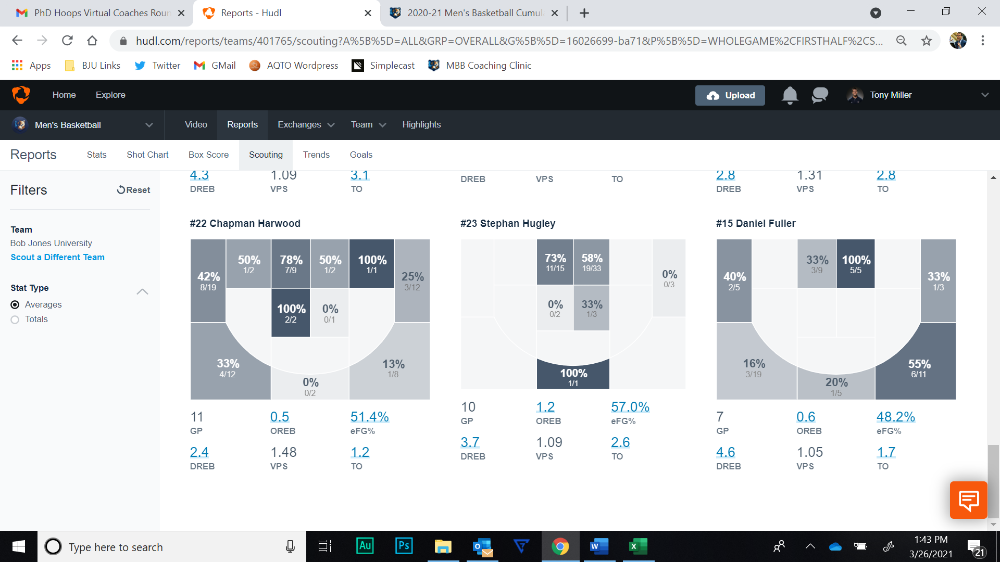 PhD Hoops Virtual Coaches Roun
Reports - Hudl
2020-21 Men's Basketball Cumul
hudl.com/reports/teams/401765/scouting?A%5B%5D=ALL&GRP=OVERALL&G%5B%5D=16026699-ba71&P%5B%5D=WHOLEGAME%2CFIRSTHALF%2CS...
Apps BJU Links Twitter GMail AQTO Wordpress Simplecast MBB Coaching Clinic
Home Explore Upload Tony Miller
Men's Basketball Video Reports Exchanges Team Highlights
Reports Stats Shot Chart Box Score Scouting Trends Goals
Filters
Reset
Team
Bob Jones University
Scout a Different Team
Stat Type
Averages
Totals
4.3 1.09 3.1
DREB VPS TO
DREB VPS TO
2.8 1.31 2.8
DREB VPS TO
#22 Chapman Harwood
50% 78% 50% 100%
1/2 7/9 1/2 1/1
42% 25%
8/19 3/12
100% 0%
2/2 0/1
33% 13%
4/12 1/8
0%
0/2
11 0.5 51.4%
GP OREB eFG%
2.4 1.48 1.2
DREB VPS TO
#23 Stephan Hugley
73% 58%
11/15 19/33
0%
0/3
0% 33%
0/2 1/3
100%
1/1
10 1.2 57.0%
GP OREB eFG%
3.7 1.09 2.6
DREB VPS TO
#15 Daniel Fuller
33% 100%
3/9 5/5
40% 33%
2/5 1/3
16% 55%
3/19 6/11
20%
1/5
7 0.6 48.2%
GP OREB eFG%
4.6 1.05 1.7
DREB VPS TO
Type here to search
Au
Ps
W
X
1:43 PM
3/26/2021
21